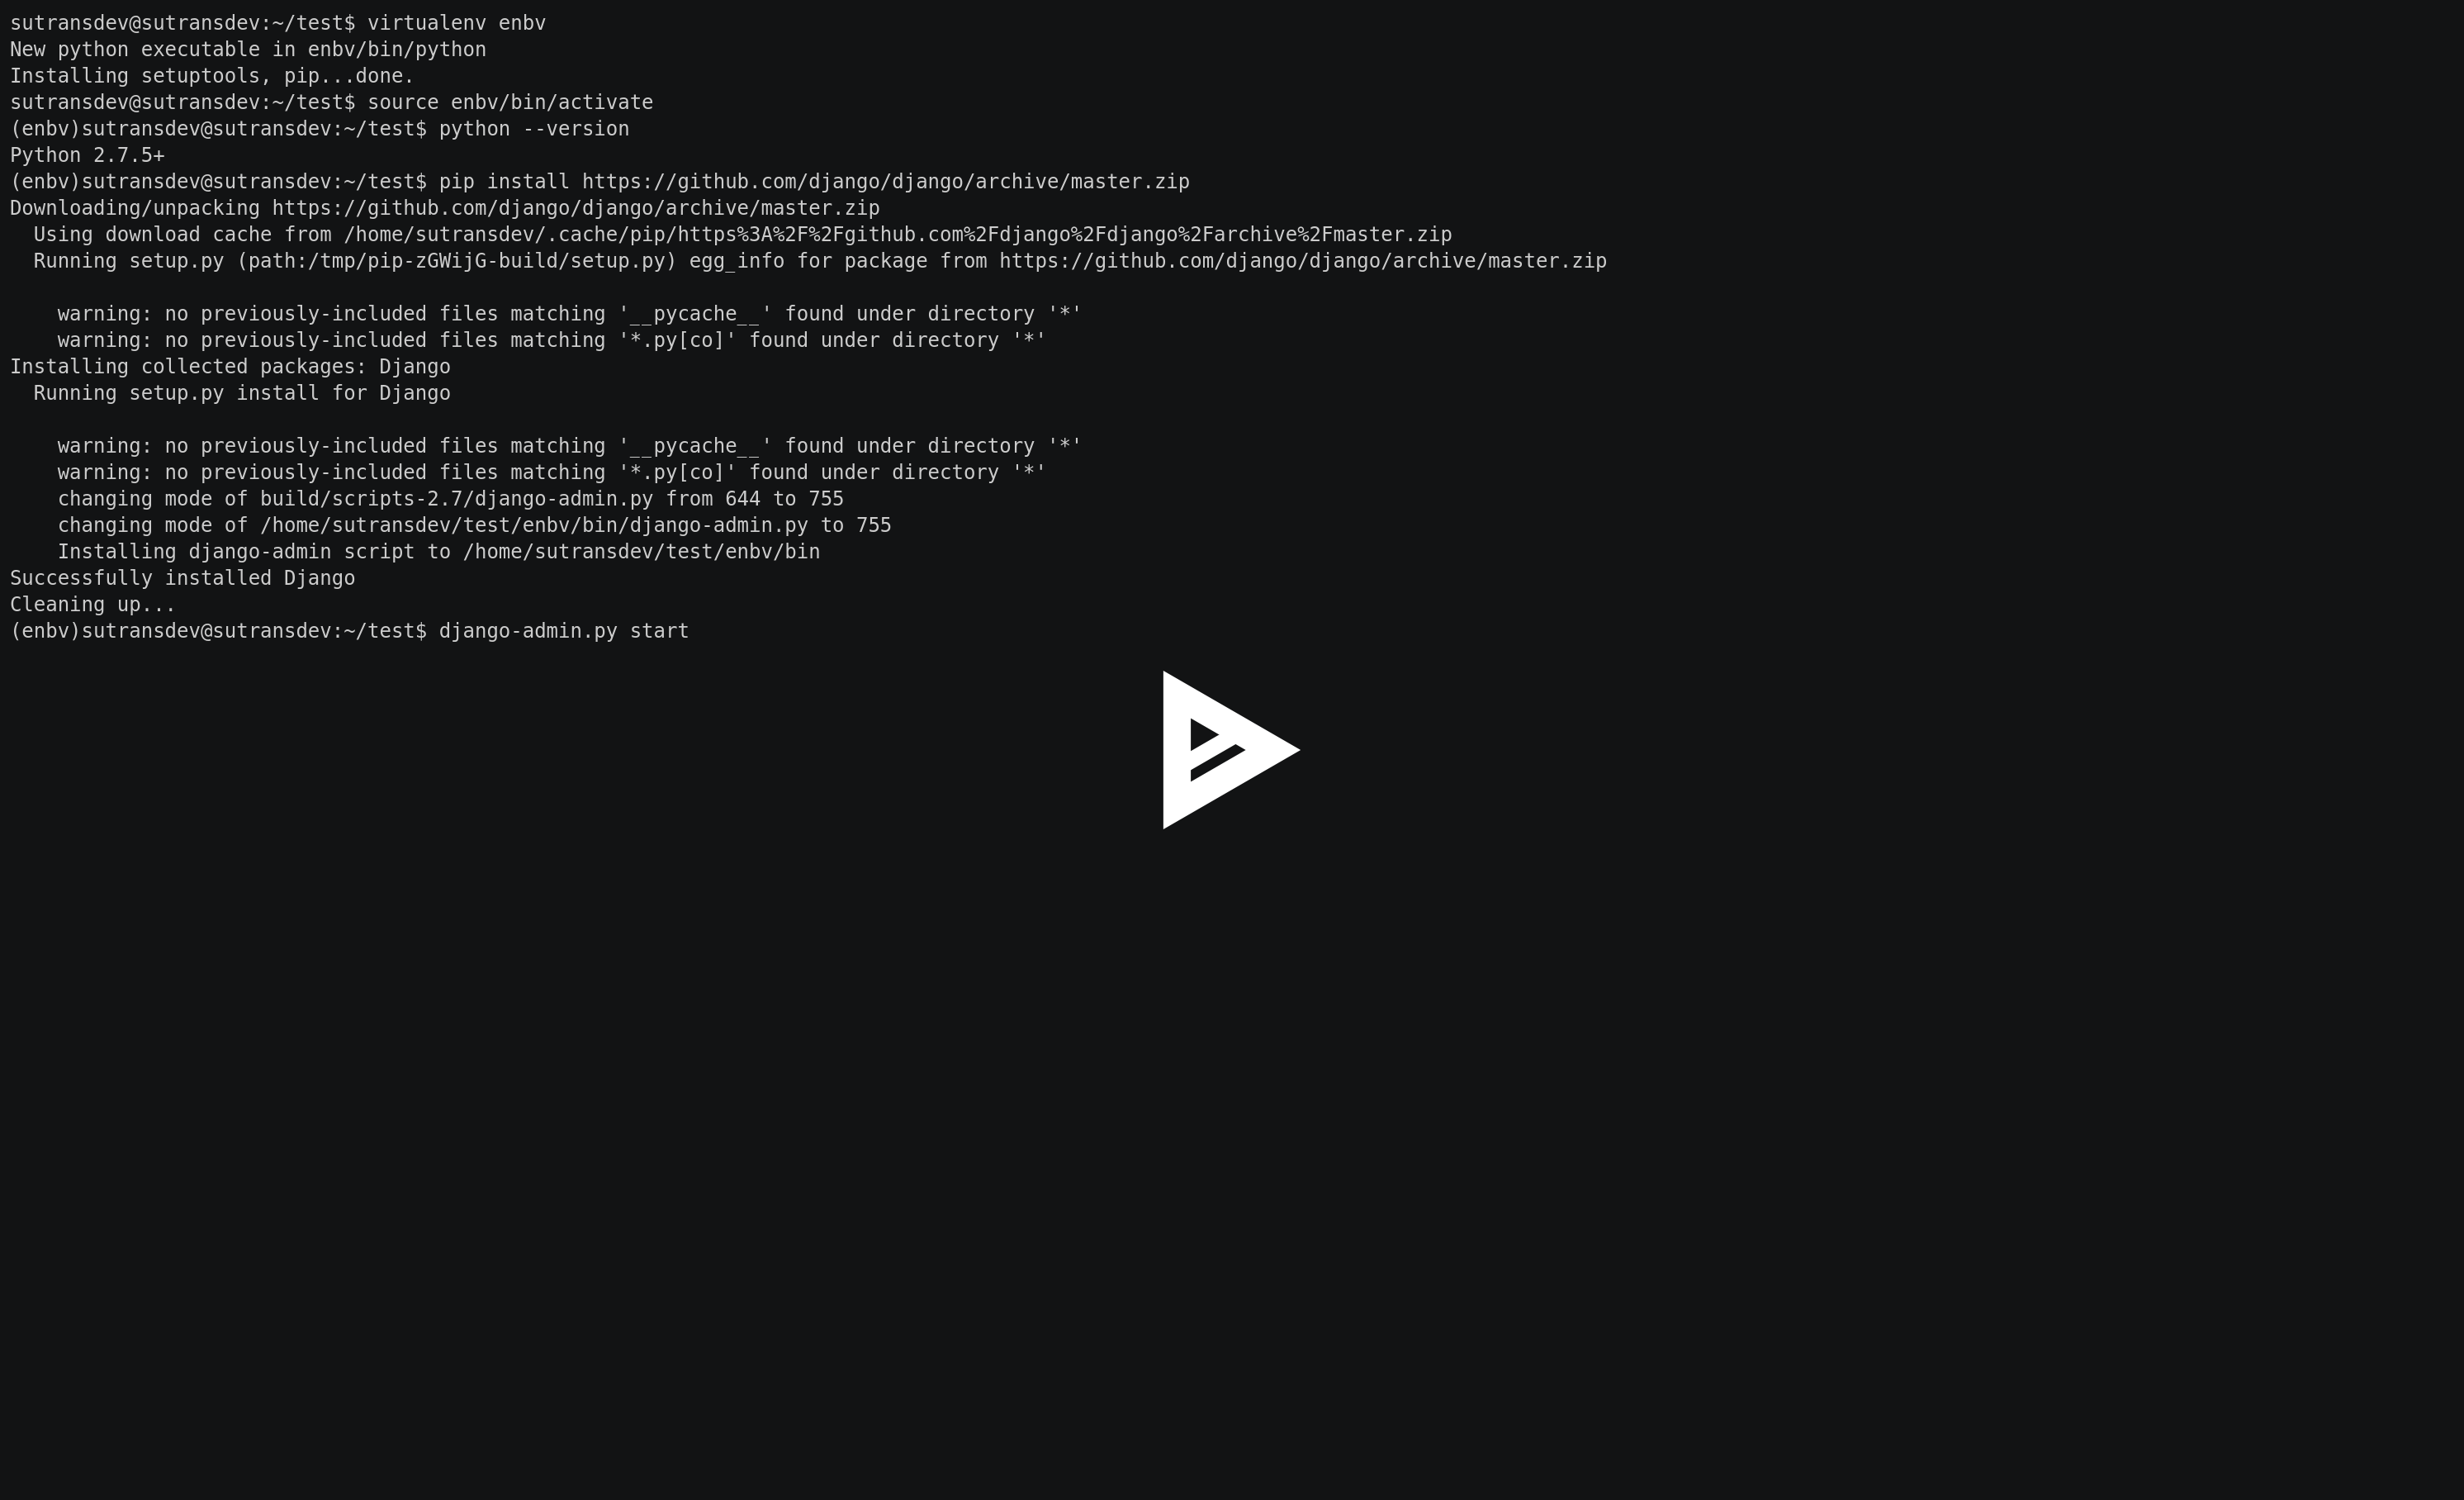 sutransdev@sutransdev:~/test$ virtualenv enbv
New python executable in enbv/bin/python
Installing setuptools, pip...done.
sutransdev@sutransdev:~/test$ source enbv/bin/activate
(enbv)sutransdev@sutransdev:~/test$ python --version
Python 2.7.5+
(enbv)sutransdev@sutransdev:~/test$ pip install https://github.com/django/django/archive/master.zip
Downloading/unpacking https://github.com/django/django/archive/master.zip
  Using download cache from /home/sutransdev/.cache/pip/https%3A%2F%2Fgithub.com%2Fdjango%2Fdjango%2Farchive%2Fmaster.zip
  Running setup.py (path:/tmp/pip-zGWijG-build/setup.py) egg_info for package from https://github.com/django/django/archive/master.zip

    warning: no previously-included files matching '__pycache__' found under directory '*'
    warning: no previously-included files matching '*.py[co]' found under directory '*'
Installing collected packages: Django
  Running setup.py install for Django

    warning: no previously-included files matching '__pycache__' found under directory '*'
    warning: no previously-included files matching '*.py[co]' found under directory '*'
    changing mode of build/scripts-2.7/django-admin.py from 644 to 755
    changing mode of /home/sutransdev/test/enbv/bin/django-admin.py to 755
    Installing django-admin script to /home/sutransdev/test/enbv/bin
Successfully installed Django
Cleaning up...
(enbv)sutransdev@sutransdev:~/test$ django-admin.py start